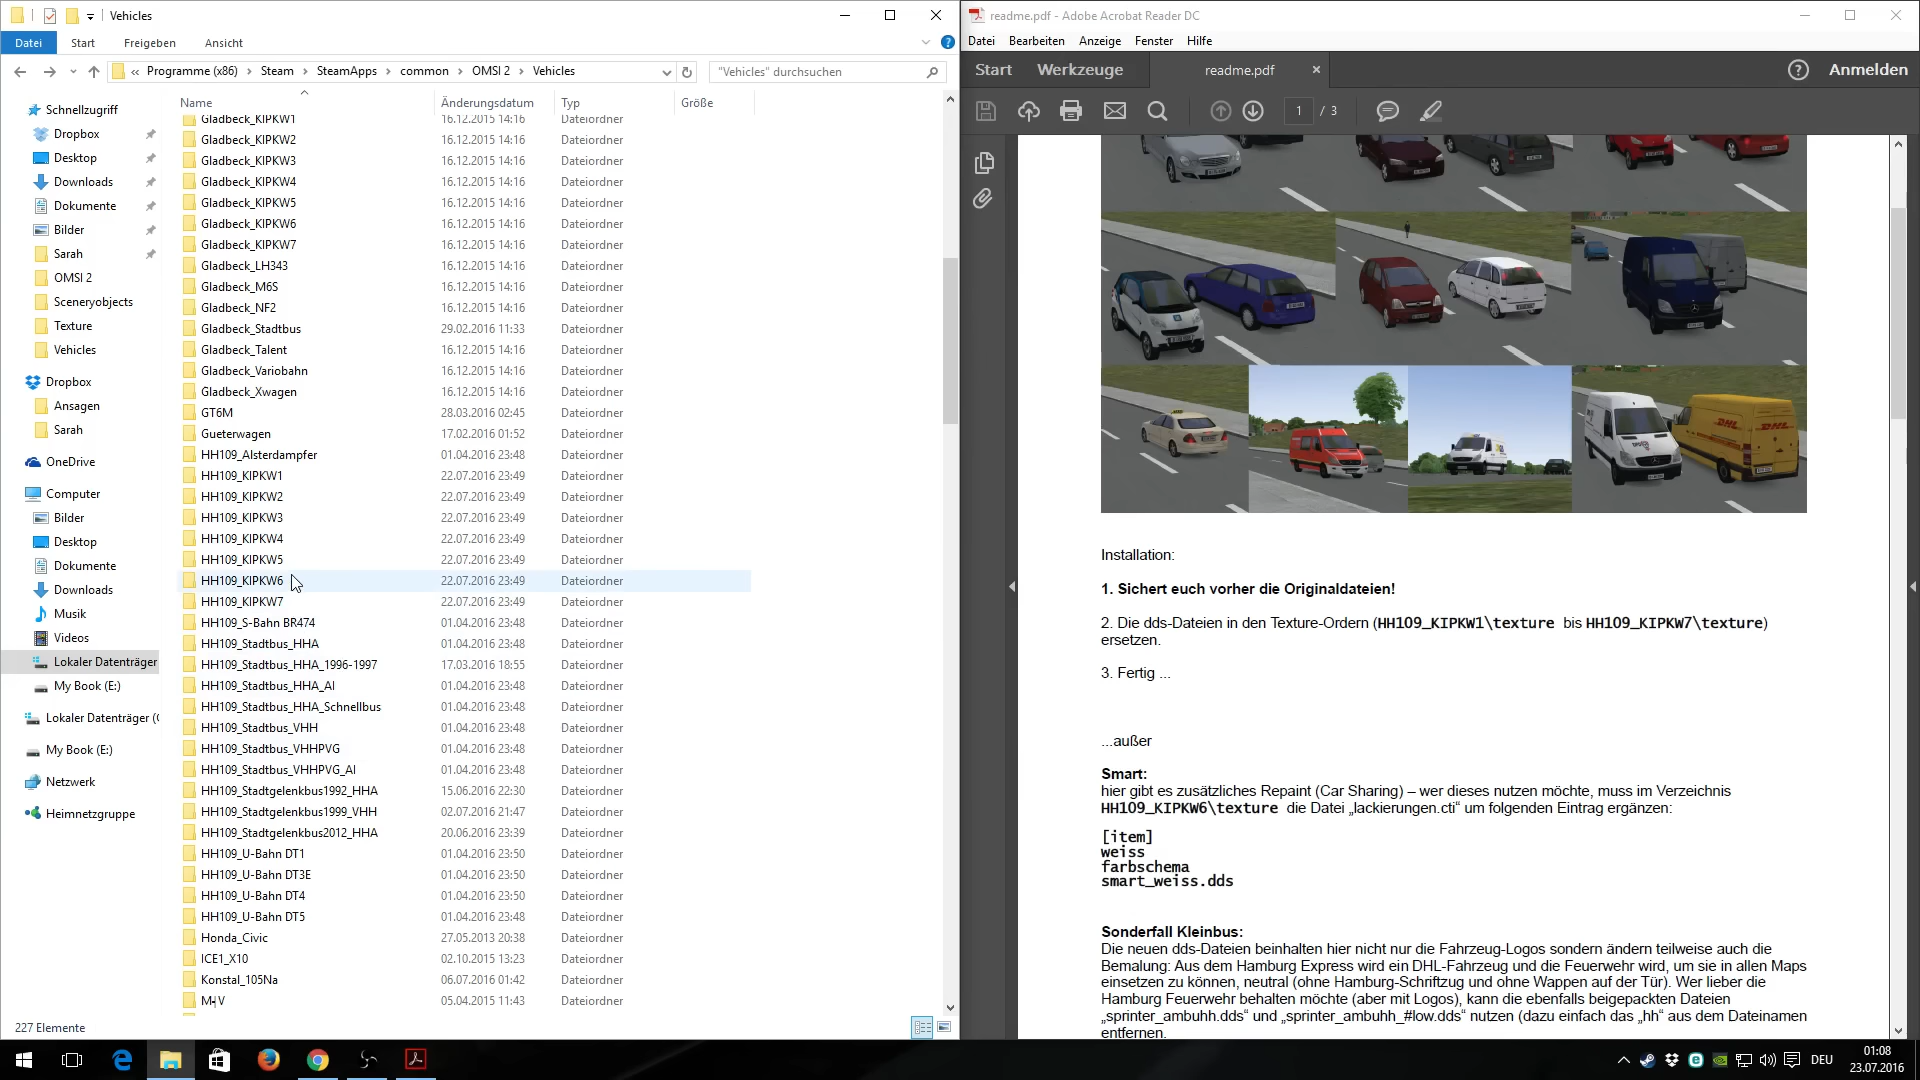 Vehicles
Datei Start Freigeben Ansicht
« Programme (x86) › Steam › SteamApps › common › OMSI 2 › Vehicles
"Vehicles" durchsuchen
Schnellzugriff
Dropbox
Desktop
Downloads
Dokumente
Bilder
Sarah
OMSI 2
Sceneryobjects
Texture
Vehicles
Dropbox
Ansagen
Sarah
OneDrive
Computer
Bilder
Desktop
Dokumente
Downloads
Musik
Videos
Lokaler Datenträger
My Book (E:)
Lokaler Datenträger (
My Book (E:)
Netzwerk
Heimnetzgruppe
Name Änderungsdatum Typ Größe
Gladbeck_KIPKW1 16.12.2015 14:16 Dateiordner
Gladbeck_KIPKW2 16.12.2015 14:16 Dateiordner
Gladbeck_KIPKW3 16.12.2015 14:16 Dateiordner
Gladbeck_KIPKW4 16.12.2015 14:16 Dateiordner
Gladbeck_KIPKW5 16.12.2015 14:16 Dateiordner
Gladbeck_KIPKW6 16.12.2015 14:16 Dateiordner
Gladbeck_KIPKW7 16.12.2015 14:16 Dateiordner
Gladbeck_LH343 16.12.2015 14:16 Dateiordner
Gladbeck_M6S 16.12.2015 14:16 Dateiordner
Gladbeck_NF2 16.12.2015 14:16 Dateiordner
Gladbeck_Stadtbus 29.02.2016 11:33 Dateiordner
Gladbeck_Talent 16.12.2015 14:16 Dateiordner
Gladbeck_Variobahn 16.12.2015 14:16 Dateiordner
Gladbeck_Xwagen 16.12.2015 14:16 Dateiordner
GT6M 28.03.2016 02:45 Dateiordner
Gueterwagen 17.02.2016 01:52 Dateiordner
HH109_Alsterdampfer 01.04.2016 23:48 Dateiordner
HH109_KIPKW1 22.07.2016 23:49 Dateiordner
HH109_KIPKW2 22.07.2016 23:49 Dateiordner
HH109_KIPKW3 22.07.2016 23:49 Dateiordner
HH109_KIPKW4 22.07.2016 23:49 Dateiordner
HH109_KIPKW5 22.07.2016 23:49 Dateiordner
HH109_KIPKW6 22.07.2016 23:49 Dateiordner
HH109_KIPKW7 22.07.2016 23:49 Dateiordner
HH109_S-Bahn BR474 01.04.2016 23:48 Dateiordner
HH109_Stadtbus_HHA 01.04.2016 23:48 Dateiordner
HH109_Stadtbus_HHA_1996-1997 17.03.2016 18:55 Dateiordner
HH109_Stadtbus_HHA_AI 01.04.2016 23:48 Dateiordner
HH109_Stadtbus_HHA_Schnellbus 01.04.2016 23:48 Dateiordner
HH109_Stadtbus_VHH 01.04.2016 23:48 Dateiordner
HH109_Stadtbus_VHHPVG 01.04.2016 23:48 Dateiordner
HH109_Stadtbus_VHHPVG_AI 01.04.2016 23:48 Dateiordner
HH109_Stadtgelenkbus1992_HHA 15.06.2016 22:30 Dateiordner
HH109_Stadtgelenkbus1999_VHH 02.07.2016 21:47 Dateiordner
HH109_Stadtgelenkbus2012_HHA 20.06.2016 23:39 Dateiordner
HH109_U-Bahn DT1 01.04.2016 23:50 Dateiordner
HH109_U-Bahn DT3E 01.04.2016 23:50 Dateiordner
HH109_U-Bahn DT4 01.04.2016 23:50 Dateiordner
HH109_U-Bahn DT5 01.04.2016 23:48 Dateiordner
Honda_Civic 27.05.2013 20:38 Dateiordner
ICE1_X10 02.10.2015 13:23 Dateiordner
Konstal_105Na 06.07.2016 01:42 Dateiordner
05.04.2015 11:43 Dateiordner
227 Elemente
readme.pdf - Adobe Acrobat Reader DC
Datei Bearbeiten Anzeige Fenster Hilfe
Start Werkzeuge readme.pdf × Anmelden
1 / 3
DHL
Installation:
1. Sichert euch vorher die Originaldateien!
2. Die dds-Dateien in den Texture-Ordern (HH109_KIPKW1\texture bis HH109_KIPKW7\texture)
ersetzen.
3. Fertig ...
...außer
Smart:
hier gibt es zusätzliches Repaint (Car Sharing) – wer dieses nutzen möchte, muss im Verzeichnis
HH109_KIPKW6\texture die Datei „lackierungen.cti“ um folgenden Eintrag ergänzen:
[item]
weiss
farbschema
smart_weiss.dds
Sonderfall Kleinbus:
Die neuen dds-Dateien beinhalten hier nicht nur die Fahrzeug-Logos sondern ändern teilweise auch die
Bemalung: Aus dem Hamburg Express wird ein DHL-Fahrzeug und die Feuerwehr wird, um sie in allen Maps
einsetzen zu können, neutral (ohne Hamburg-Schriftzug und ohne Wappen auf der Tür). Wer lieber die
Hamburg Feuerwehr behalten möchte (aber mit Logos), kann die ebenfalls beigepackten Dateien
„sprinter_ambuhh.dds“ und „sprinter_ambuhh_#low.dds“ nutzen (dazu einfach das „hh“ aus dem Dateinamen
entfernen.
DEU
01:08
23.07.2016